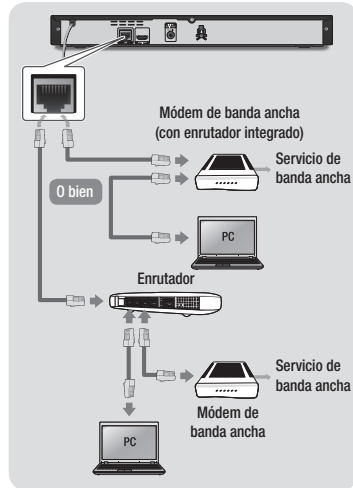 Módem de banda ancha
(con enrutador integrado)
Servicio de
banda ancha
O bien
PC
Enrutador
Servicio de
banda ancha
Módem de
banda ancha
PC